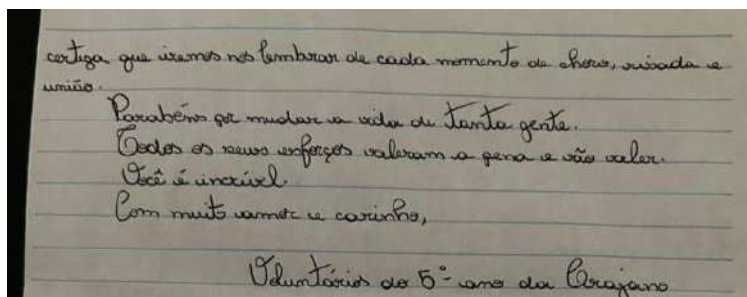 certeza que iremos nos lembrar de cada momento de choro, risada e
união.
Parabéns por mudar a vida de tanta gente.
Todos os seus esforços valeram a pena e vão valer.
Você é incrível.
Com muito amor e carinho,
Voluntários do 5º ano da